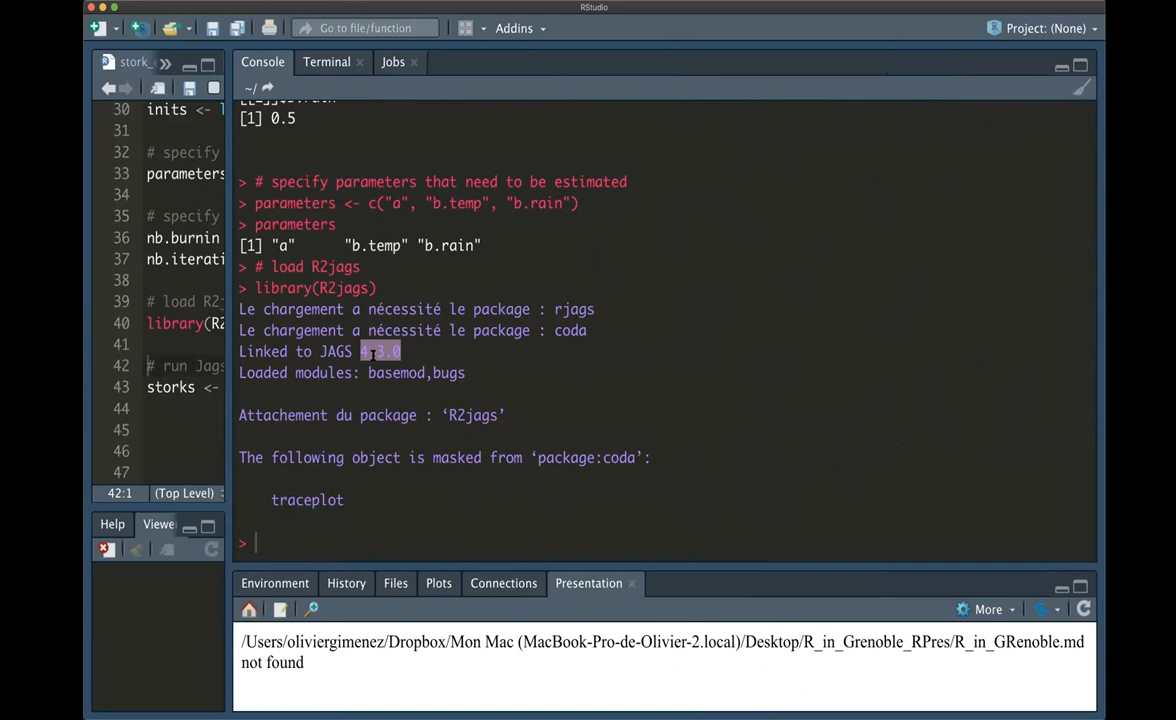 RStudio
Go to file/function
Addins
Project: (None)
stork_
30 inits <- l
31
32 # specify
33 parameters
34
35 # specify
36 nb.burnin
37 nb.iterati
38
39 # load R2j
40 library(R2
41
42 # run Jags
43 storks <-
44
45
46
47
42:1 (Top Level)
Help Viewe
Console Terminal Jobs
~/
[1] 0.5
> # specify parameters that need to be estimated
> parameters <- c("a", "b.temp", "b.rain")
> parameters
[1] "a" "b.temp" "b.rain"
> # load R2jags
> library(R2jags)
Le chargement a nécessité le package : rjags
Le chargement a nécessité le package : coda
Linked to JAGS 4.3.0
Loaded modules: basemod,bugs
Attachement du package : ‘R2jags’
The following object is masked from ‘package:coda’:
traceplot
>
Environment History Files Plots Connections Presentation
More
/Users/oliviergimenez/Dropbox/Mon Mac (MacBook-Pro-de-Olivier-2.local)/Desktop/R_in_Grenoble_RPres/R_in_GRenoble.md
not found